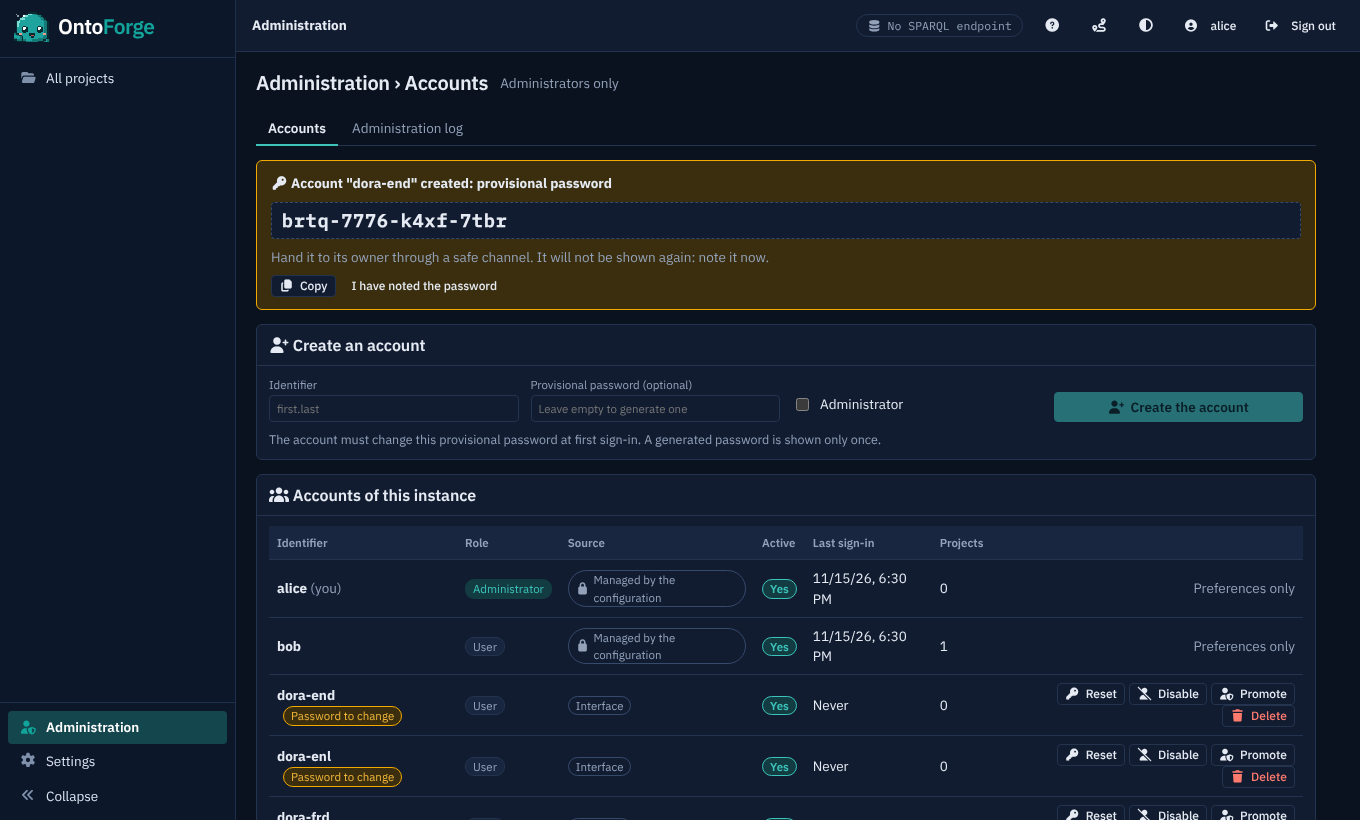 OntoForge
Administration
No SPARQL endpoint
alice
Sign out
All projects
Administration › Accounts
Administrators only
Accounts
Administration log
Account "dora-end" created: provisional password
brtq-7776-k4xf-7tbr
Hand it to its owner through a safe channel. It will not be shown again: note it now.
Copy
I have noted the password
Create an account
Identifier
Provisional password (optional)
first.last
Leave empty to generate one
Administrator
Create the account
The account must change this provisional password at first sign-in. A generated password is shown only once.
Accounts of this instance
Identifier Role Source Active Last sign-in Projects
alice (you) Administrator Managed by the configuration Yes 11/15/26, 6:30 PM 0 Preferences only
bob User Managed by the configuration Yes 11/15/26, 6:30 PM 1 Preferences only
dora-end Password to change User Interface Yes Never 0 Reset Disable Promote Delete
dora-enl Password to change User Interface Yes Never 0 Reset Disable Promote Delete
dora-frd Reset Disable Promote
Administration
Settings
Collapse